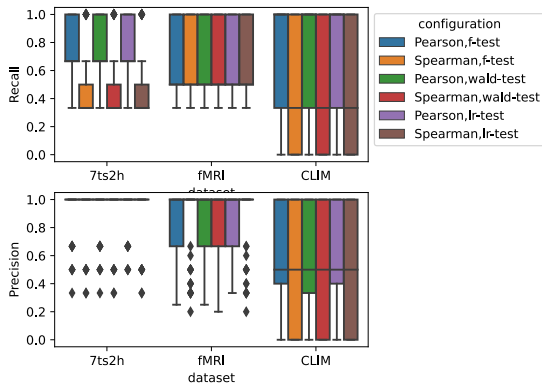 configuration
Pearson,f-test
Spearman,f-test
Pearson,wald-test
Spearman,wald-test
Pearson,lr-test
Spearman,lr-test
Recall
1.0
0.8
0.6
0.4
0.2
0.0
7ts2h fMRI CLIM
dataset
Precision
1.0
0.8
0.6
0.4
0.2
0.0
7ts2h fMRI CLIM
dataset